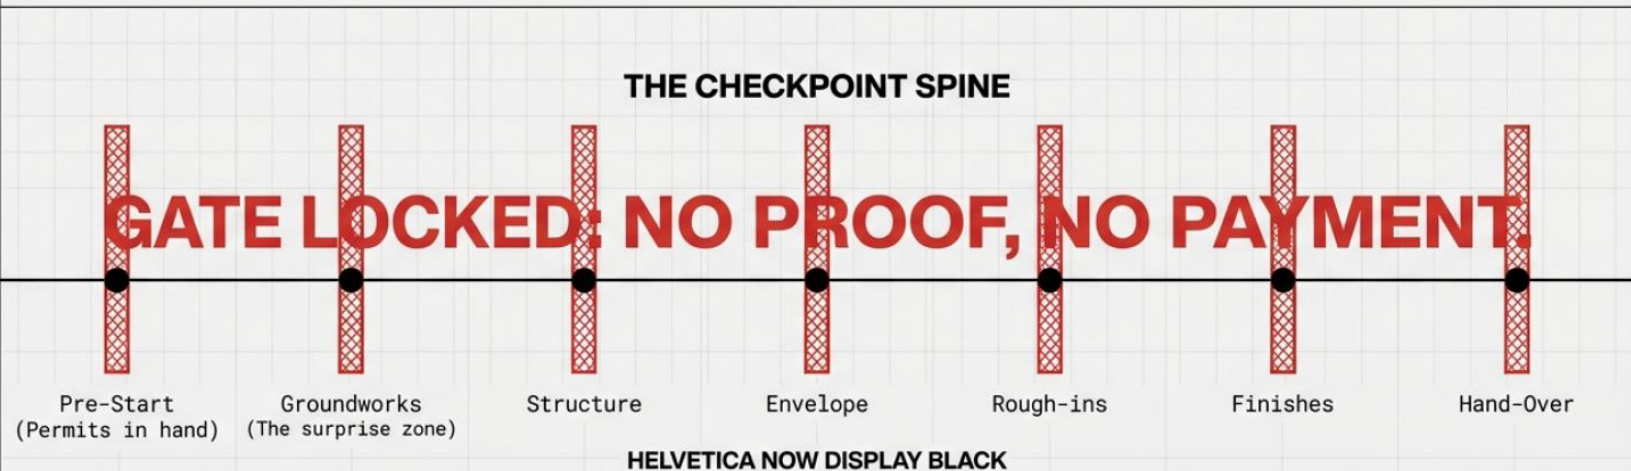 THE CHECKPOINT SPINE
GATE LOCKED: NO PROOF, NO PAYMENT.
Pre-Start
(Permits in hand)
Groundworks
(The surprise zone)
Structure
Envelope
Rough-ins
Finishes
Hand-Over
HELVETICA NOW DISPLAY BLACK